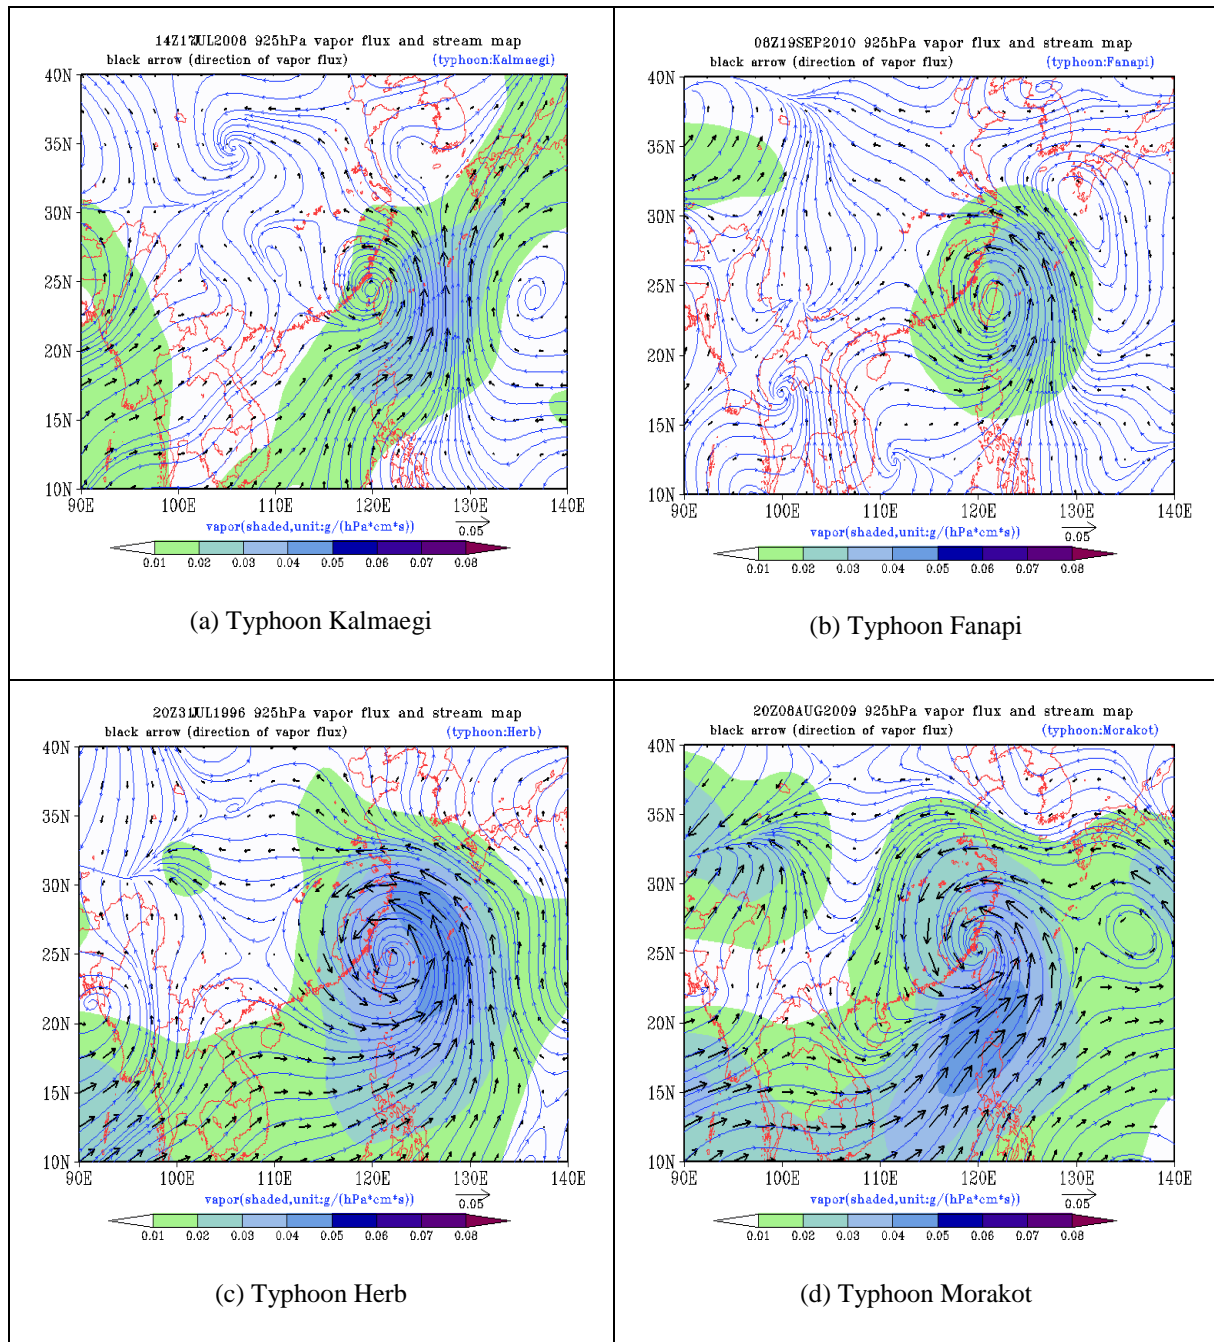 14Z17JUL2008 925hPa vapor flux and stream map
black arrow (direction of vapor flux) (typhoon:Kalmaegi)
40N
35N
30N
25N
20N
15N
10N
90E 100E 110E 120E 130E 140E
vapor(shaded,unit:g/(hPa*cm*s)) 0.05
0.01 0.02 0.03 0.04 0.05 0.06 0.07 0.08
(a) Typhoon Kalmaegi
08Z19SEP2010 925hPa vapor flux and stream map
black arrow (direction of vapor flux) (typhoon:Fanapi)
40N
35N
30N
25N
20N
15N
10N
90E 100E 110E 120E 130E 140E
vapor(shaded,unit:g/(hPa*cm*s)) 0.05
0.01 0.02 0.03 0.04 0.05 0.06 0.07 0.08
(b) Typhoon Fanapi
20Z31JUL1996 925hPa vapor flux and stream map
black arrow (direction of vapor flux) (typhoon:Herb)
40N
35N
30N
25N
20N
15N
10N
90E 100E 110E 120E 130E 140E
vapor(shaded,unit:g/(hPa*cm*s)) 0.05
0.01 0.02 0.03 0.04 0.05 0.06 0.07 0.08
(c) Typhoon Herb
20Z08AUG2009 925hPa vapor flux and stream map
black arrow (direction of vapor flux) (typhoon:Morakot)
40N
35N
30N
25N
20N
15N
10N
90E 100E 110E 120E 130E 140E
vapor(shaded,unit:g/(hPa*cm*s)) 0.05
0.01 0.02 0.03 0.04 0.05 0.06 0.07 0.08
(d) Typhoon Morakot